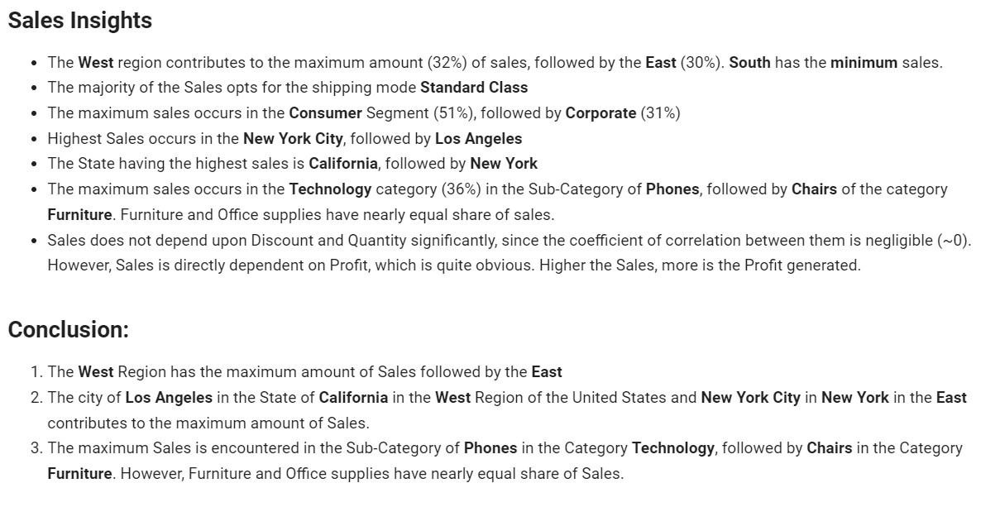 Sales Insights
• The West region contributes to the maximum amount (32%) of sales, followed by the East (30%). South has the minimum sales.
• The majority of the Sales opts for the shipping mode Standard Class
• The maximum sales occurs in the Consumer Segment (51%), followed by Corporate (31%)
• Highest Sales occurs in the New York City, followed by Los Angeles
• The State having the highest sales is California, followed by New York
• The maximum sales occurs in the Technology category (36%) in the Sub-Category of Phones, followed by Chairs of the category
Furniture. Furniture and Office supplies have nearly equal share of sales.
• Sales does not depend upon Discount and Quantity significantly, since the coefficient of correlation between them is negligible (~0).
However, Sales is directly dependent on Profit, which is quite obvious. Higher the Sales, more is the Profit generated.
Conclusion:
1. The West Region has the maximum amount of Sales followed by the East
2. The city of Los Angeles in the State of California in the West Region of the United States and New York City in New York in the East
contributes to the maximum amount of Sales.
3. The maximum Sales is encountered in the Sub-Category of Phones in the Category Technology, followed by Chairs in the Category
Furniture. However, Furniture and Office supplies have nearly equal share of Sales.